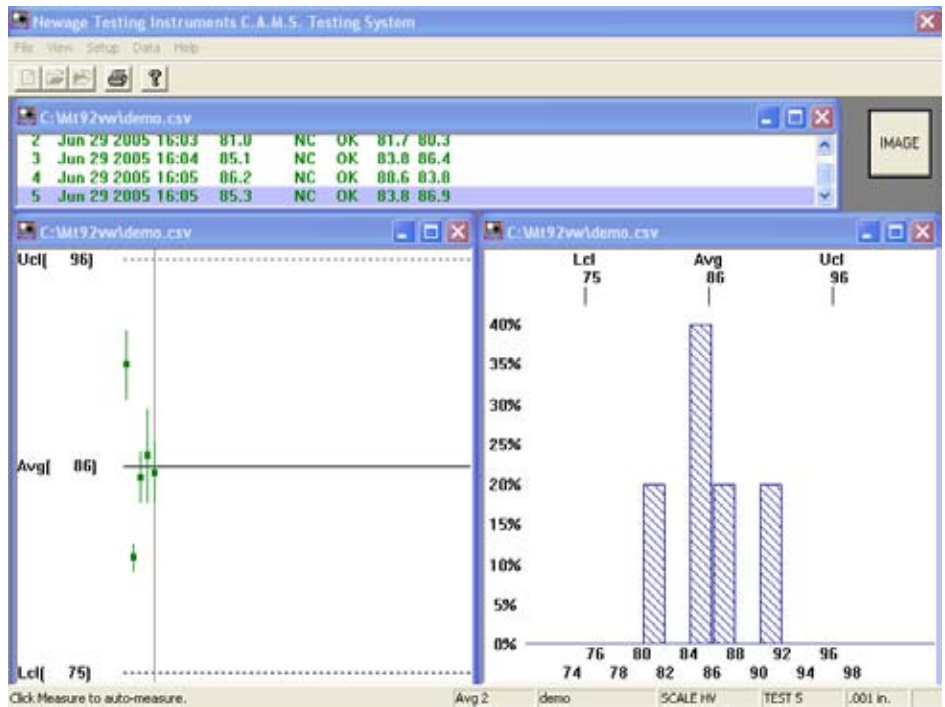 Newage Testing Instruments C.A.M.S. Testing System
File View Setup Data Help
C:\Mt92vw\demo.csv
2 Jun 29 2005 16:03 81.0 NC OK 81.7 80.3
3 Jun 29 2005 16:04 85.1 NC OK 83.8 86.4
4 Jun 29 2005 16:05 86.2 NC OK 88.6 83.8
5 Jun 29 2005 16:05 85.3 NC OK 83.8 86.9
IMAGE
C:\Mt92vw\demo.csv
Ucl( 96)
Avg( 86)
Lcl( 75)
C:\Mt92vw\demo.csv
Lcl Avg Ucl
75 86 96
40%
35%
30%
25%
20%
15%
10%
5%
0%
76 80 84 88 92 96
74 78 82 86 90 94 98
Click Measure to auto-measure. Avg 2 demo SCALE HV TEST 5 .001 in.